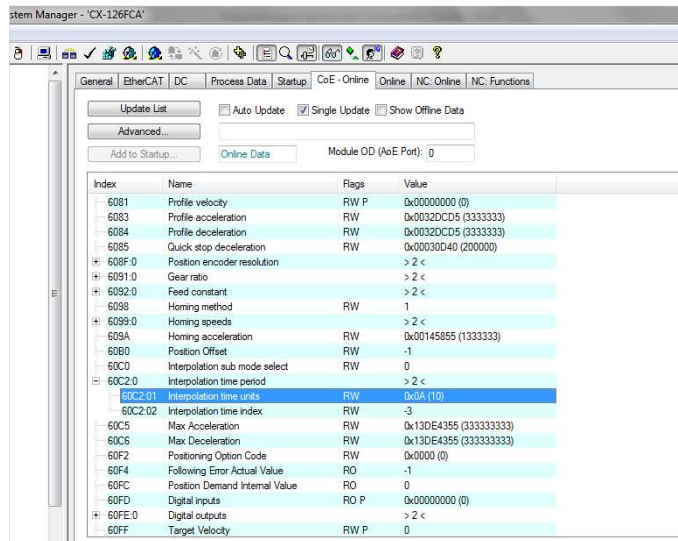 stem Manager - 'CX-126FCA'
General EtherCAT DC Process Data Startup CoE - Online Online NC: Online NC: Functions
Update List Auto Update Single Update Show Offline Data
Advanced...
Add to Startup... Online Data Module OD (AoE Port): 0
Index Name Flags Value
6081 Profile velocity RW P 0x00000000 (0)
6083 Profile acceleration RW 0x0032DCD5 (3333333)
6084 Profile deceleration RW 0x0032DCD5 (3333333)
6085 Quick stop deceleration RW 0x00030D40 (200000)
608F:0 Position encoder resolution > 2 <
6091:0 Gear ratio > 2 <
6092:0 Feed constant > 2 <
6098 Homing method RW 1
6099:0 Homing speeds > 2 <
609A Homing acceleration RW 0x00145855 (1333333)
60B0 Position Offset RW -1
60C0 Interpolation sub mode select RW 0
60C2:0 Interpolation time period > 2 <
60C2:01 Interpolation time units RW 0x0A (10)
60C2:02 Interpolation time index RW -3
60C5 Max Acceleration RW 0x13DE4355 (333333333)
60C6 Max Deceleration RW 0x13DE4355 (333333333)
60F2 Positioning Option Code RW 0x0000 (0)
60F4 Following Error Actual Value RO -1
60FC Position Demand Internal Value RO 0
60FD Digital inputs RO P 0x00000000 (0)
60FE:0 Digital outputs > 2 <
60FF Target Velocity RW P 0